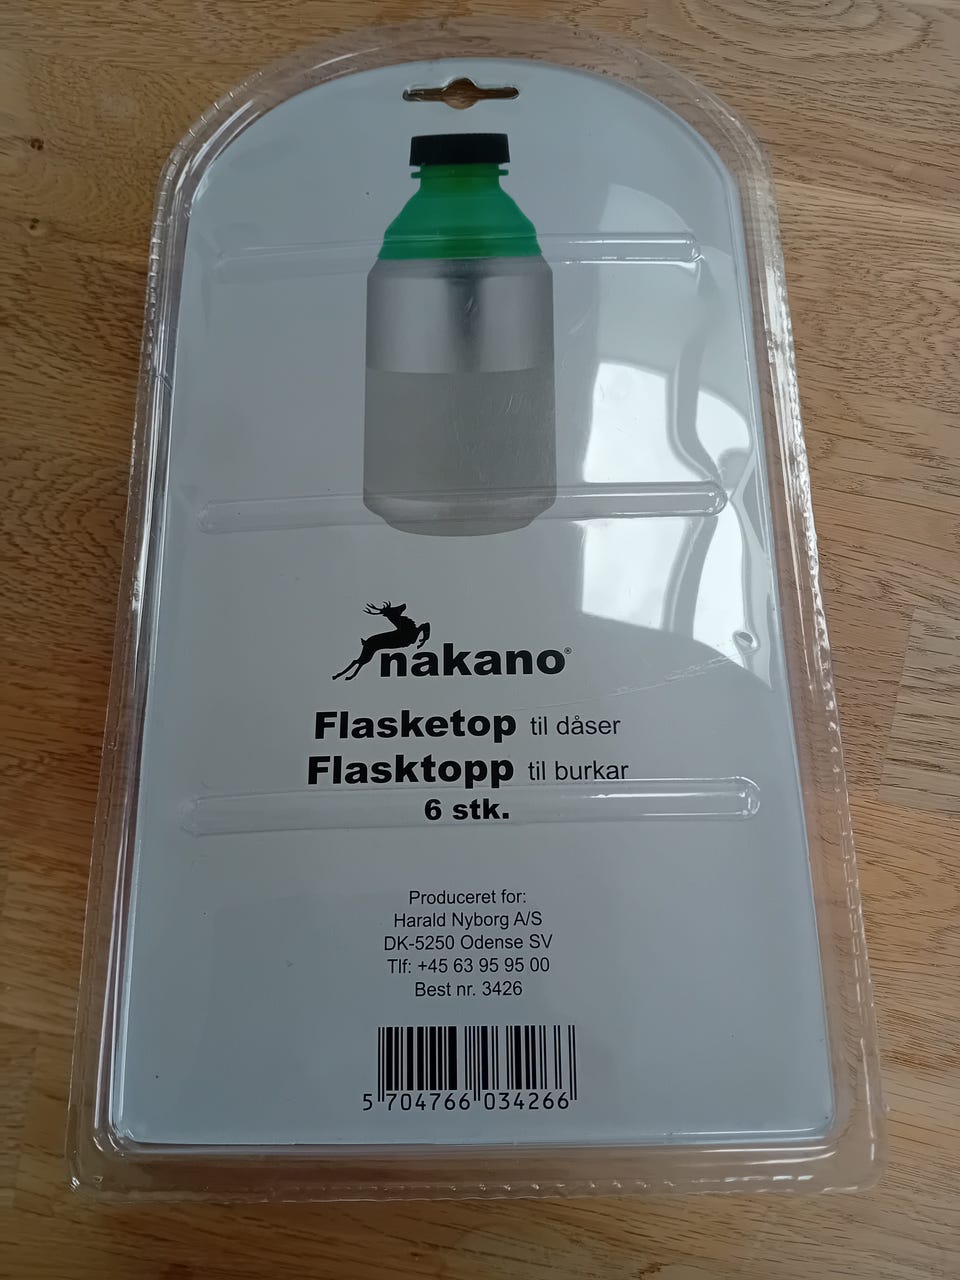 nakano®
Flasketop til dåser
Flasktopp til burkar
6 stk.
Produceret for:
Harald Nyborg A/S
DK-5250 Odense SV
Tlf: +45 63 95 95 00
Best nr. 3426
5 704766 034266